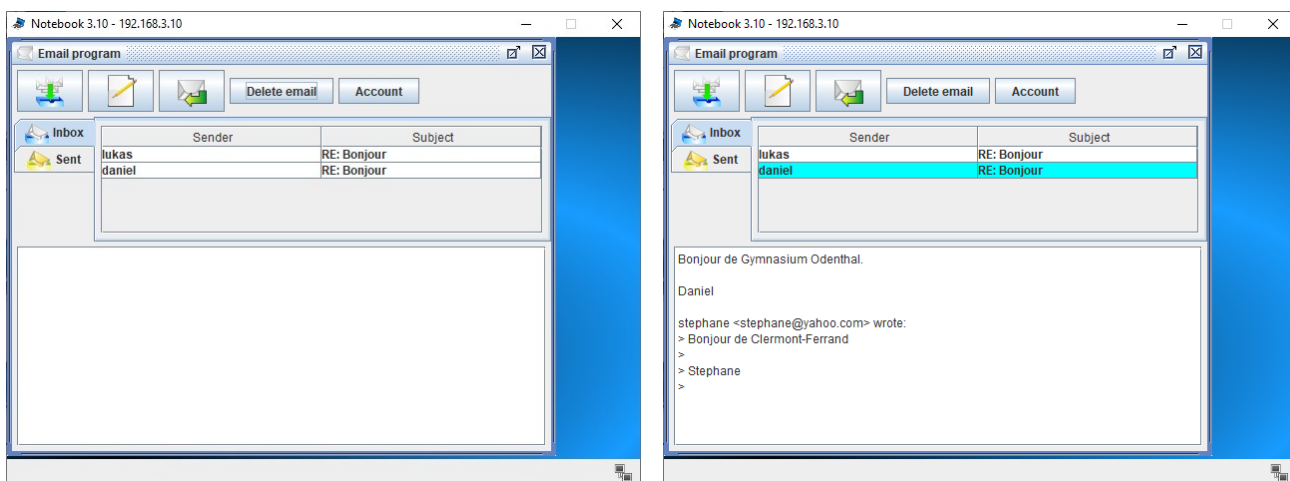 Notebook 3.10 - 192.168.3.10
Email program
Delete email Account
Inbox
Sent
Sender Subject
lukas RE: Bonjour
daniel RE: Bonjour
Notebook 3.10 - 192.168.3.10
Email program
Delete email Account
Inbox
Sent
Sender Subject
lukas RE: Bonjour
daniel RE: Bonjour
Bonjour de Gymnasium Odenthal.
Daniel
stephane <stephane@yahoo.com> wrote:
> Bonjour de Clermont-Ferrand
>
> Stephane
>